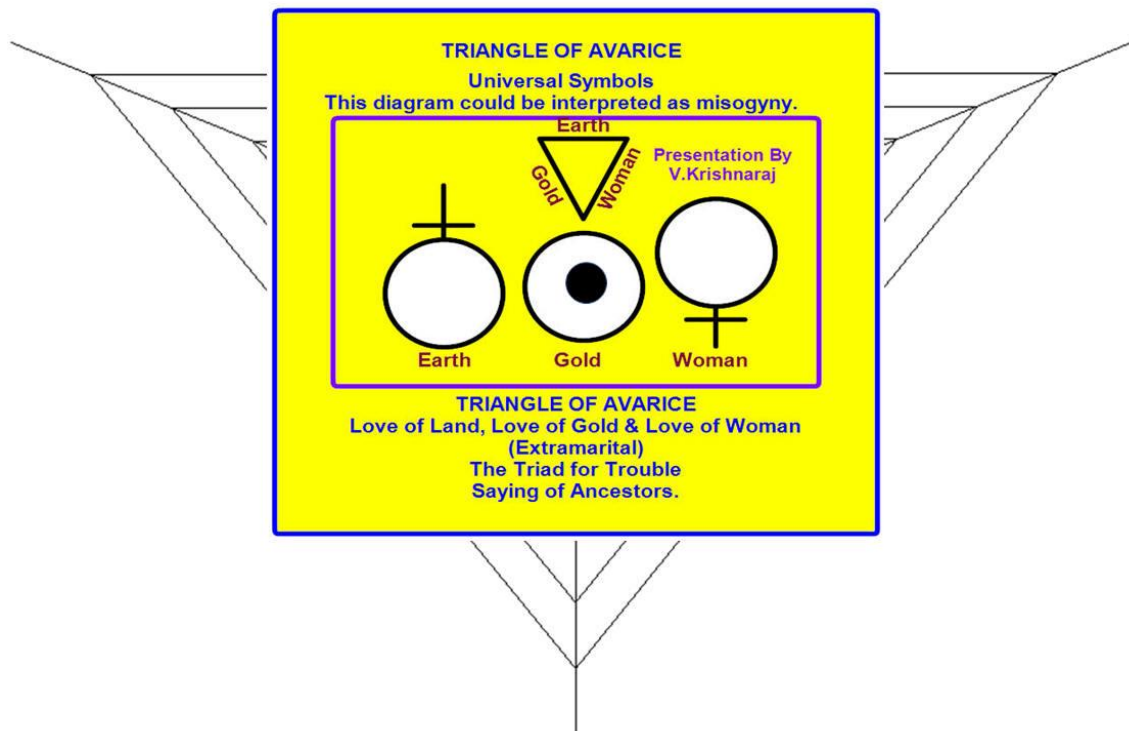 TRIANGLE OF AVARICE
Universal Symbols
This diagram could be interpreted as misogyny.
Earth
Gold
Woman
Presentation By
V.Krishnaraj
Earth
Gold
Woman
TRIANGLE OF AVARICE
Love of Land, Love of Gold & Love of Woman
(Extramarital)
The Triad for Trouble
Saying of Ancestors.